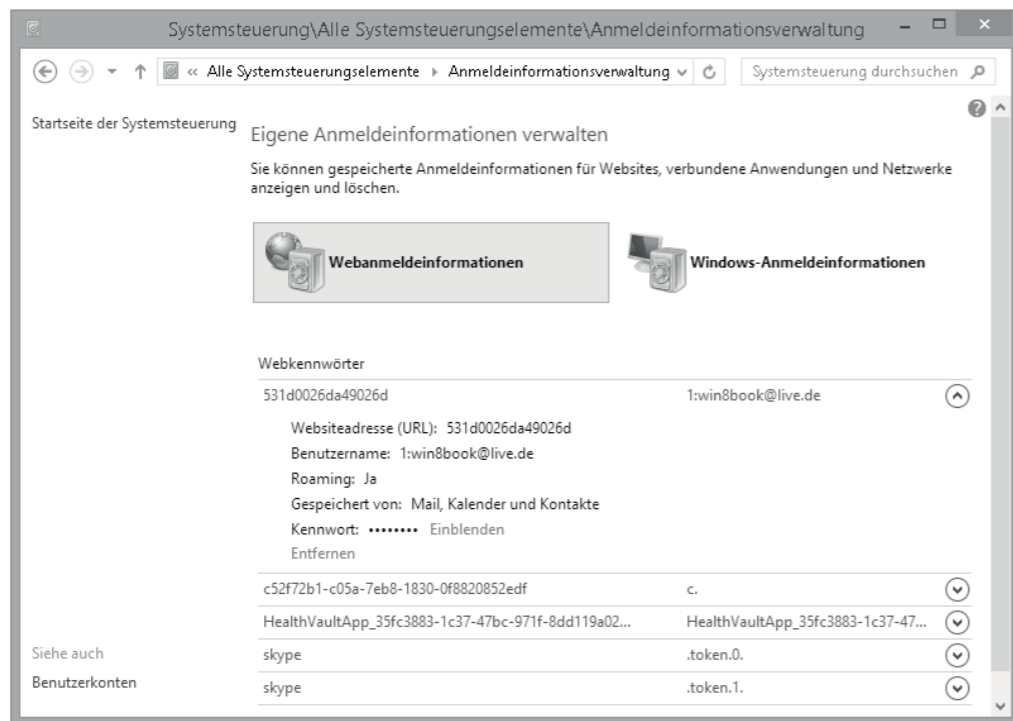 Systemsteuerung\Alle Systemsteuerungselemente\Anmeldeinformationsverwaltung
« Alle Systemsteuerungselemente Anmeldeinformationsverwaltung Systemsteuerung durchsuchen
Startseite der Systemsteuerung
Eigene Anmeldeinformationen verwalten
Sie können gespeicherte Anmeldeinformationen für Websites, verbundene Anwendungen und Netzwerke
anzeigen und löschen.
Webanmeldeinformationen Windows-Anmeldeinformationen
Webkennwörter
531d0026da49026d 1:win8book@live.de
Websiteadresse (URL): 531d0026da49026d
Benutzername: 1:win8book@live.de
Roaming: Ja
Gespeichert von: Mail, Kalender und Kontakte
Kennwort: •••••••• Einblenden
Entfernen
c52f72b1-c05a-7eb8-1830-0f8820852edf c.
HealthVaultApp_35fc3883-1c37-47bc-971f-8dd119a02... HealthVaultApp_35fc3883-1c37-47...
skype .token.0.
skype .token.1.
Siehe auch
Benutzerkonten